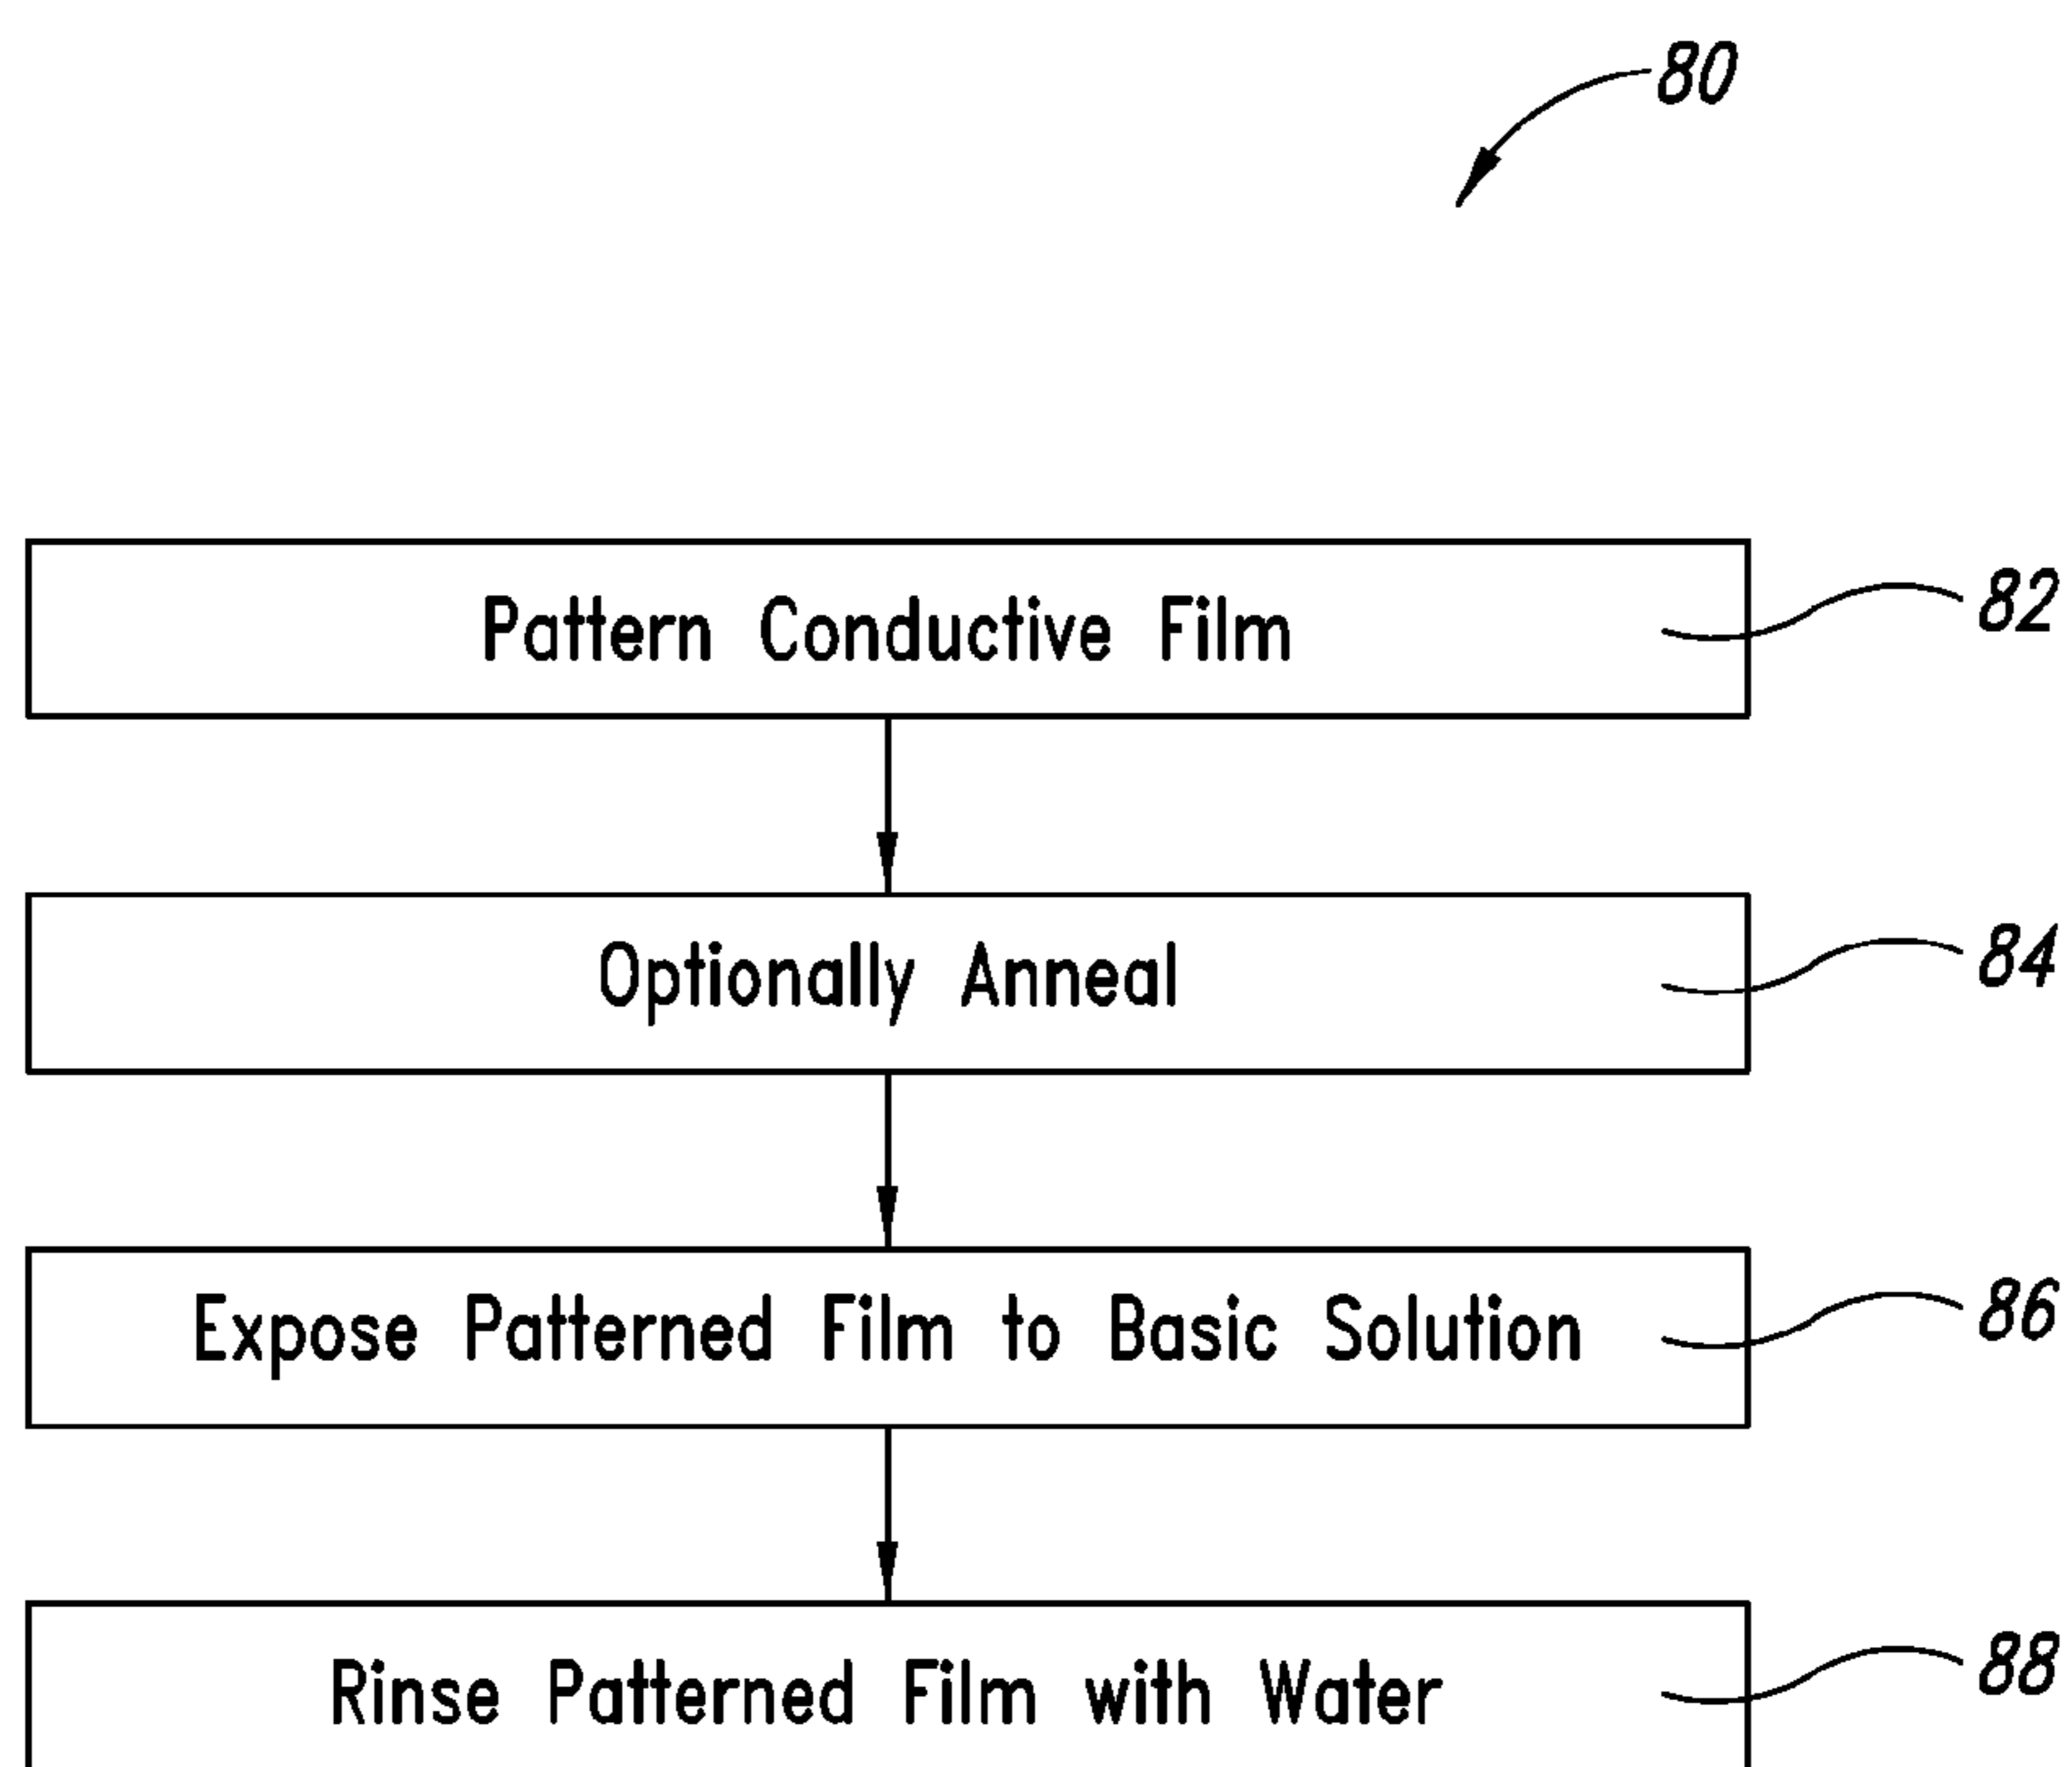 80
Pattern Conductive Film
82
Optionally Anneal
84
Expose Patterned Film to Basic Solution
86
Rinse Patterned Film with Water
88